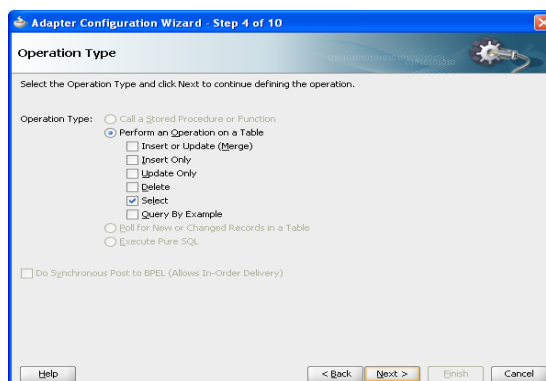 Adapter Configuration Wizard - Step 4 of 10
Operation Type
Select the Operation Type and click Next to continue defining the operation.
Operation Type: Call a Stored Procedure or Function
Perform an Operation on a Table
Insert or Update (Merge)
Insert Only
Update Only
Delete
Select
Query By Example
Poll for New or Changed Records in a Table
Execute Pure SQL
Do Synchronous Post to BPEL (Allows In-Order Delivery)
Help < Back Next > Finish Cancel